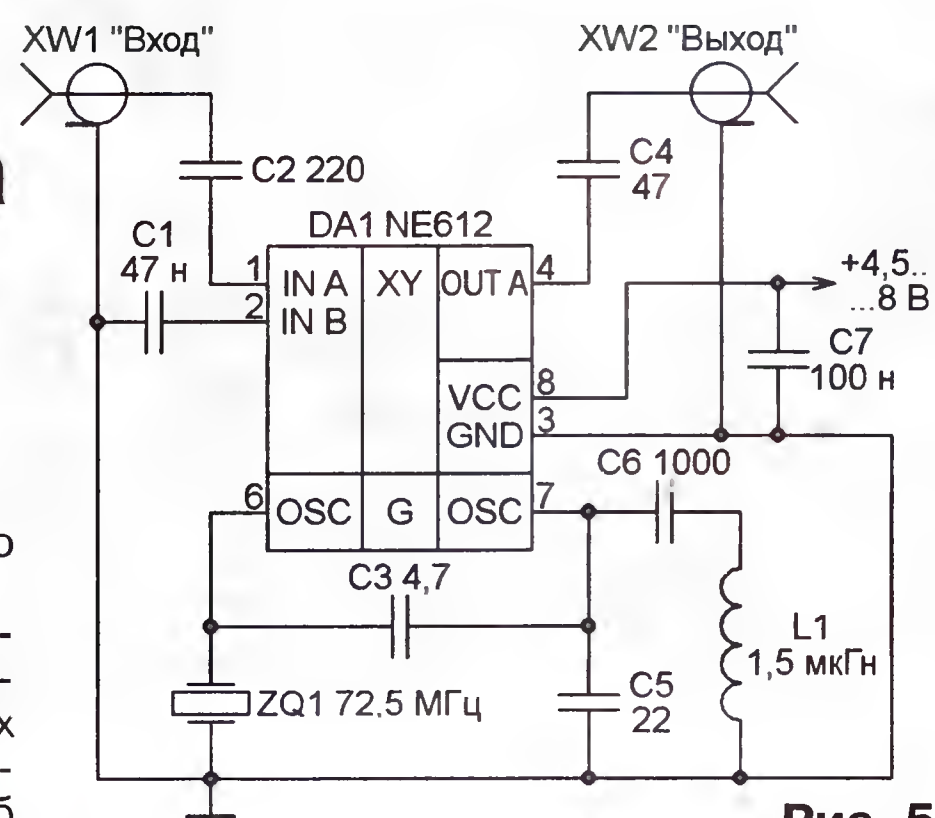 XW1 "Вход"
XW2 "Выход"
C2 220
C4
47
C1
47 н
DA1 NE612
1
IN A
XY
OUT A
4
2
IN B
+4,5..
...8 В
C7
100 н
VCC
8
GND
3
C6 1000
6
OSC
G
OSC
7
C3 4,7
L1
1,5 мкГн
ZQ1 72,5 МГц
C5
22
х